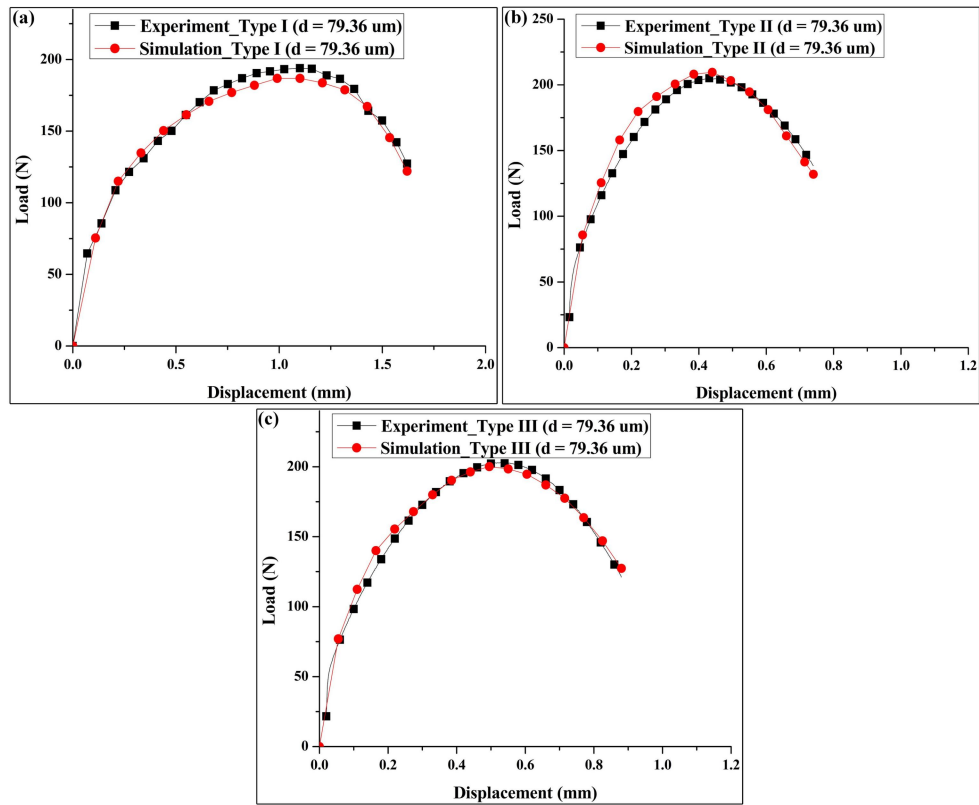 (a)
Experiment_Type I (d = 79.36 um)
Simulation_Type I (d = 79.36 um)
Load (N)
200
150
100
50
0
0.0 0.5 1.0 1.5 2.0
Displacement (mm)
(b)
Experiment_Type II (d = 79.36 um)
Simulation_Type II (d = 79.36 um)
Load (N)
250
200
150
100
50
0
0.0 0.2 0.4 0.6 0.8 1.0 1.2
Displacement (mm)
(c)
Experiment_Type III (d = 79.36 um)
Simulation_Type III (d = 79.36 um)
Load (N)
200
150
100
50
0
0.0 0.2 0.4 0.6 0.8 1.0 1.2
Displacement (mm)